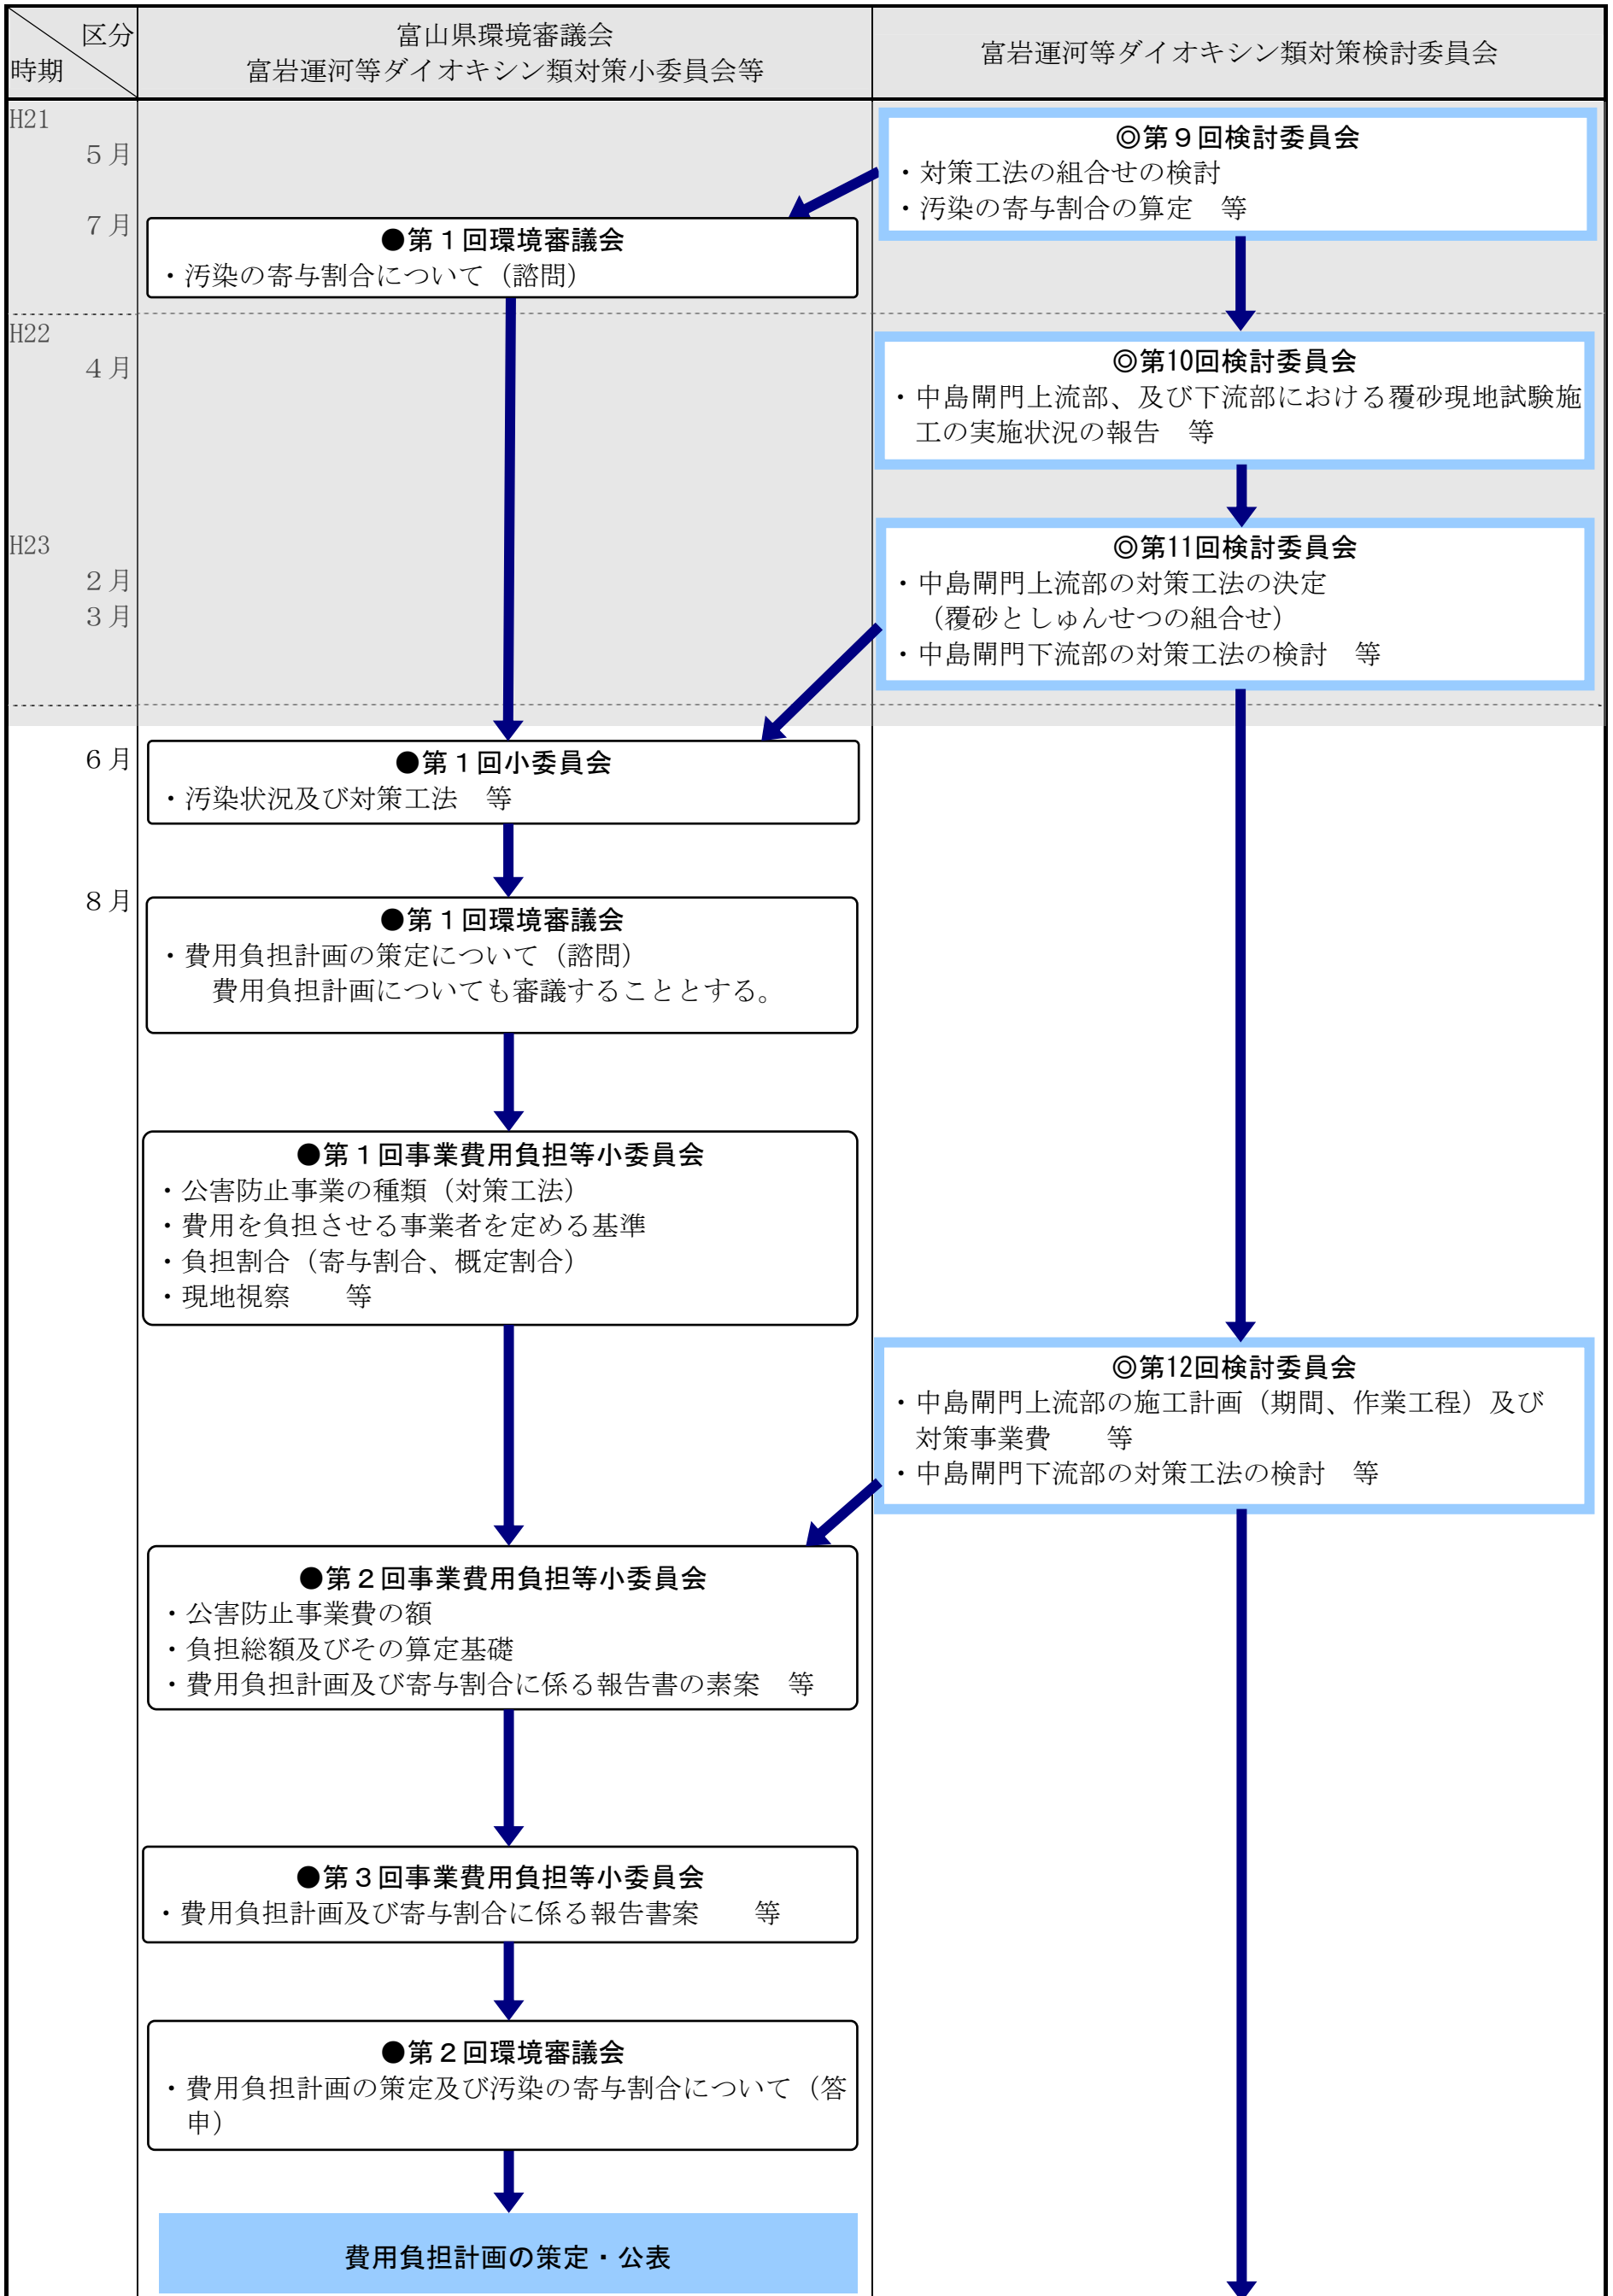 区分
時期
富山県環境審議会
富岩運河等ダイオキシン類対策小委員会等
富岩運河等ダイオキシン類対策検討委員会
H21
５月
◎第９回検討委員会
・対策工法の組合せの検討
・汚染の寄与割合の算定　等
７月
●第１回環境審議会
・汚染の寄与割合について（諮問）
H22
４月
◎第10回検討委員会
・中島閘門上流部、及び下流部における覆砂現地試験施
工の実施状況の報告　等
H23
２月
３月
◎第11回検討委員会
・中島閘門上流部の対策工法の決定
（覆砂としゅんせつの組合せ）
・中島閘門下流部の対策工法の検討　等
６月
●第１回小委員会
・汚染状況及び対策工法　等
８月
●第１回環境審議会
・費用負担計画の策定について（諮問）
費用負担計画についても審議することとする。
●第１回事業費用負担等小委員会
・公害防止事業の種類（対策工法）
・費用を負担させる事業者を定める基準
・負担割合（寄与割合、概定割合）
・現地視察　　等
◎第12回検討委員会
・中島閘門上流部の施工計画（期間、作業工程）及び
対策事業費　　等
・中島閘門下流部の対策工法の検討　等
●第２回事業費用負担等小委員会
・公害防止事業費の額
・負担総額及びその算定基礎
・費用負担計画及び寄与割合に係る報告書の素案　等
●第３回事業費用負担等小委員会
・費用負担計画及び寄与割合に係る報告書案　　等
●第２回環境審議会
・費用負担計画の策定及び汚染の寄与割合について（答
申）
費用負担計画の策定・公表